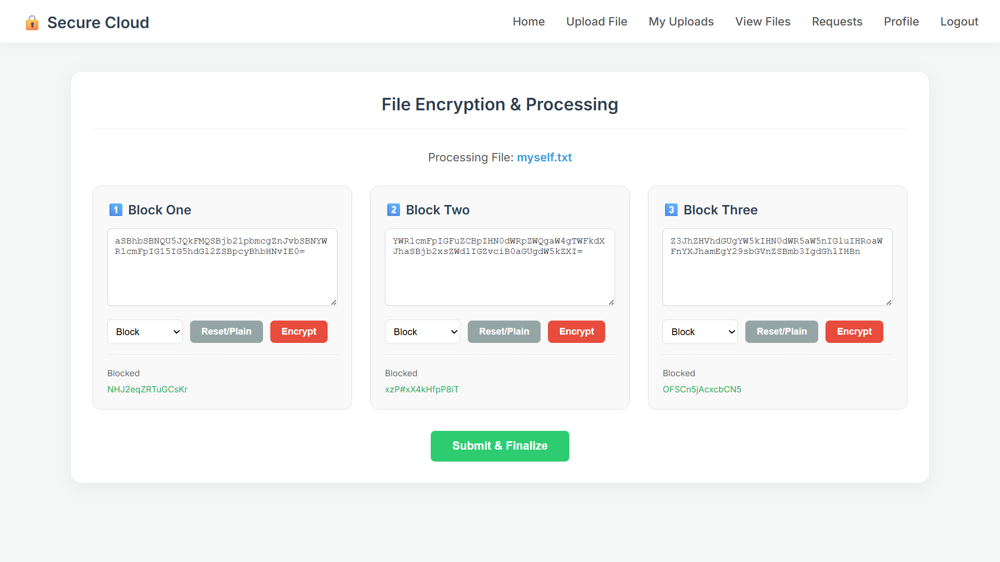 🔒 Secure Cloud
Home Upload File My Uploads View Files Requests Profile Logout
File Encryption & Processing
Processing File: myself.txt
1 Block One
aSBhbSBNQU5JQkFMQSBjb21pbmcgZnJvbSBNYW
R1cmFpIG15IG5hdGl2ZSBpcyBhbHNvIE0=
Block Reset/Plain Encrypt
Blocked
NHJ2eqZRTuGCsKr
2 Block Two
YWR1cmFpIGFuZCBpIHN0dWRpZWQgaW4gTWFkdX
JhaSBjb2xsZWdlIGZvciB0aGUgdW5kZXI=
Block Reset/Plain Encrypt
Blocked
xzP#xX4kHfpP8iT
3 Block Three
Z3JhZHVhdGUgYW5kIHN0dWR5aW5nIGluIHRoaW
FnYXJhamEgY29sbGVnZSBmb3IgdGhlIHBn
Block Reset/Plain Encrypt
Blocked
OFSCn5jAcxcbCN5
Submit & Finalize